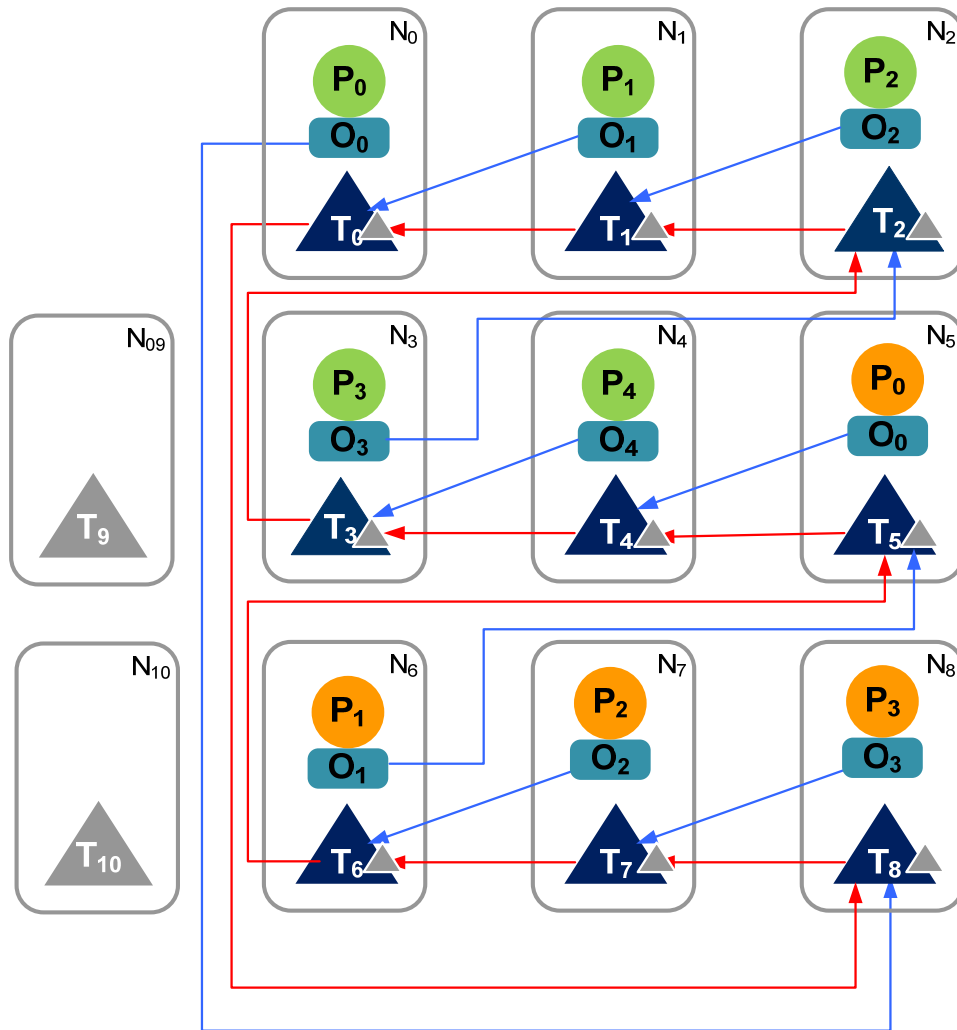 N₀
P₀
O₀
T₀
N₁
P₁
O₁
T₁
N₂
P₂
O₂
T₂
N₀₉
T₉
N₃
P₃
O₃
T₃
N₄
P₄
O₄
T₄
N₅
P₀
O₀
T₅
N₁₀
T₁₀
N₆
P₁
O₁
T₆
N₇
P₂
O₂
T₇
N₈
P₃
O₃
T₈